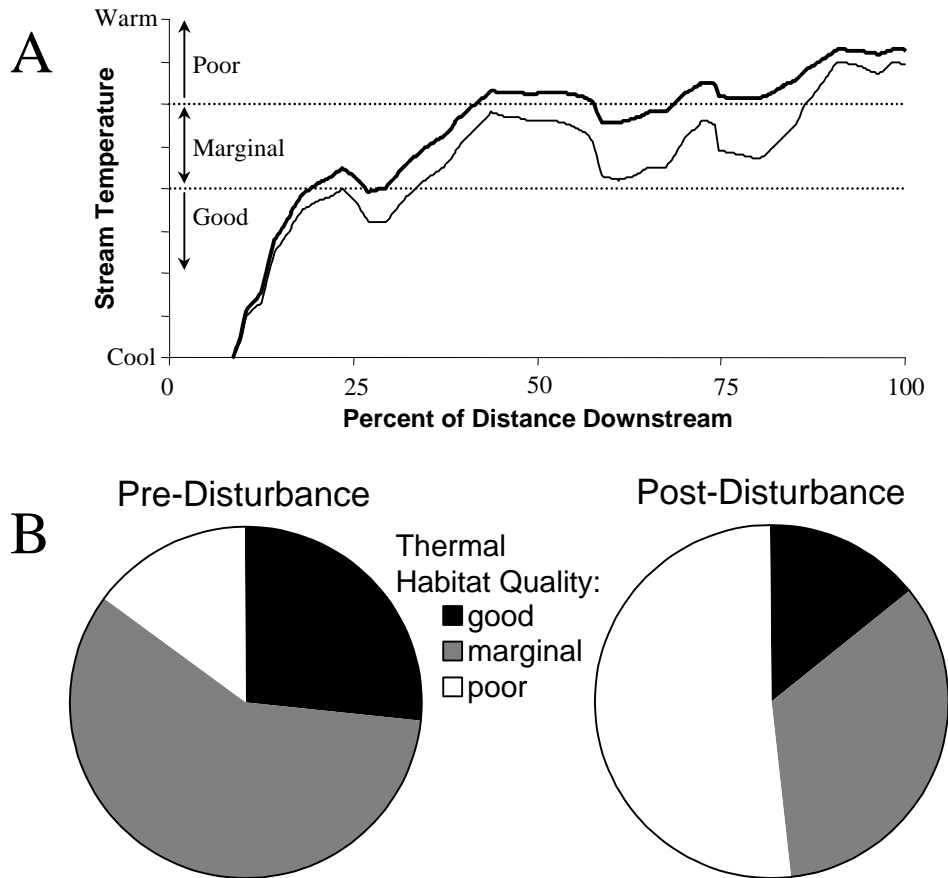 A
Warm
Poor
Marginal
Good
Cool
Stream Temperature
0 25 50 75 100
Percent of Distance Downstream
B
Pre-Disturbance
Post-Disturbance
Thermal
Habitat Quality:
good
marginal
poor